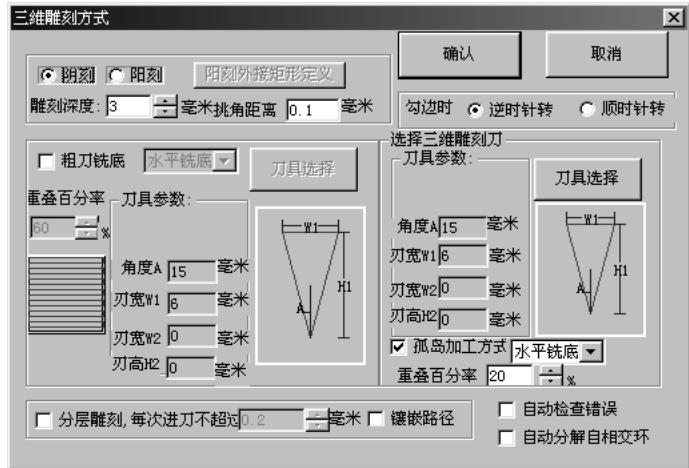 三维雕刻方式
确认
取消
阴刻
阳刻
阳刻外接矩形定义
雕刻深度: 3 毫米 挑角距离 0.1 毫米
勾边时 逆时针转 顺时针转
粗刀铣底
水平铣底
刀具选择
重叠百分率
60 %
刀具参数:
角度A 15 毫米
刃宽W1 6 毫米
刃宽W2 0 毫米
刃高H2 0 毫米
W1
H1
A
选择三维雕刻刀
刀具参数:
刀具选择
角度A 15 毫米
刃宽W1 6 毫米
刃宽W2 0 毫米
刃高H2 0 毫米
W1
H1
A
孤岛加工方式 水平铣底
重叠百分率 20 %
分层雕刻,每次进刀不超过 0.2 毫米
镶嵌路径
自动检查错误
自动分解自相交环